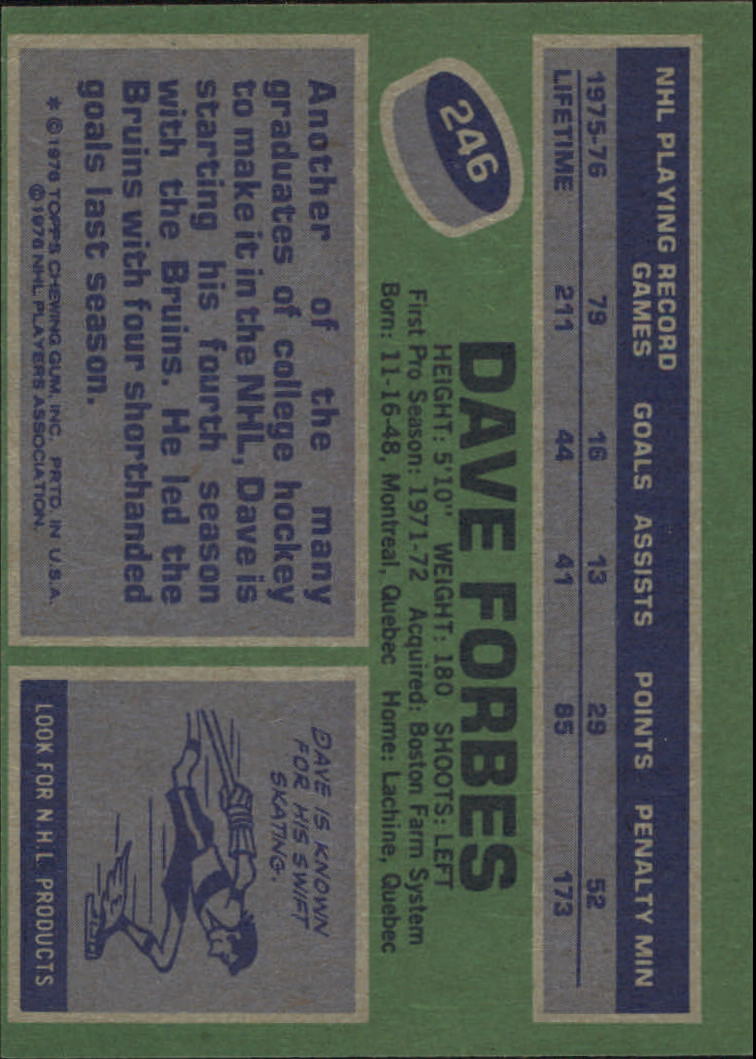 NHL PLAYING RECORD
GAMES GOALS ASSISTS POINTS PENALTY MIN
1975-76 79 16 13 29 52
LIFETIME 211 44 41 85 173
246
DAVE FORBES
HEIGHT: 5'10" WEIGHT: 180 SHOOTS: LEFT
First Pro Season: 1971-72 Acquired: Boston Farm System
Born: 11-16-48, Montreal, Quebec Home: Lachine, Quebec
Another of the many
graduates of college hockey
to make it in the NHL, Dave is
starting his fourth season
with the Bruins. He led the
Bruins with four shorthanded
goals last season.
* © 1976 TOPPS CHEWING GUM, INC. PRTD. IN U.S.A.
© 1976 NHL PLAYERS ASSOCIATION.
DAVE IS KNOWN
FOR HIS SWIFT
SKATING.
LOOK FOR N.H.L. PRODUCTS